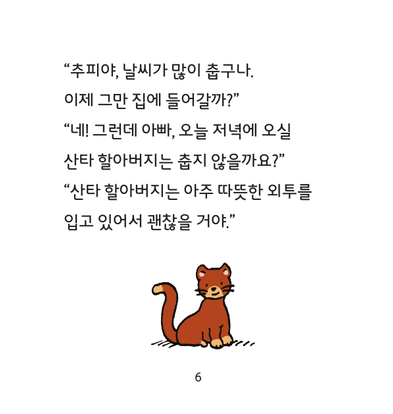 “추피야, 날씨가 많이 춥구나.
이제 그만 집에 들어갈까?”
“네! 그런데 아빠, 오늘 저녁에 오실
산타 할아버지는 춥지 않을까요?”
“산타 할아버지는 아주 따뜻한 외투를
입고 있어서 괜찮을 거야.”
6